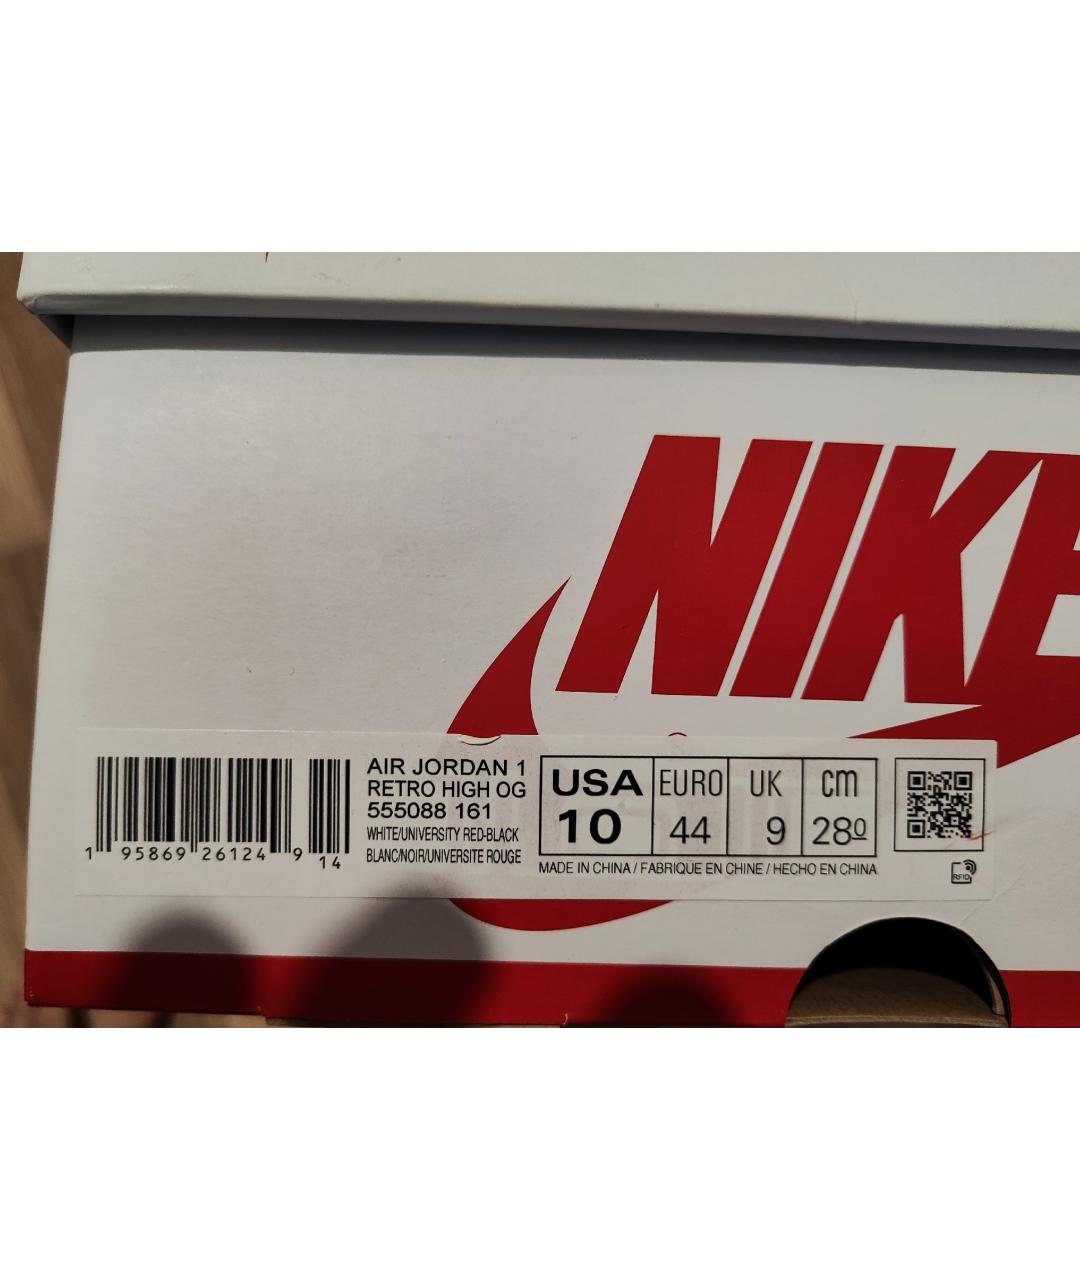 NIKE
®
AIR JORDAN 1
RETRO HIGH OG
555088 161
WHITE/UNIVERSITY RED-BLACK
BLANC/NOIR/UNIVERSITE ROUGE
1 95869 26124 9 14
USA EURO UK cm
10 44 9 280
MADE IN CHINA / FABRIQUE EN CHINE / HECHO EN CHINA
RFID